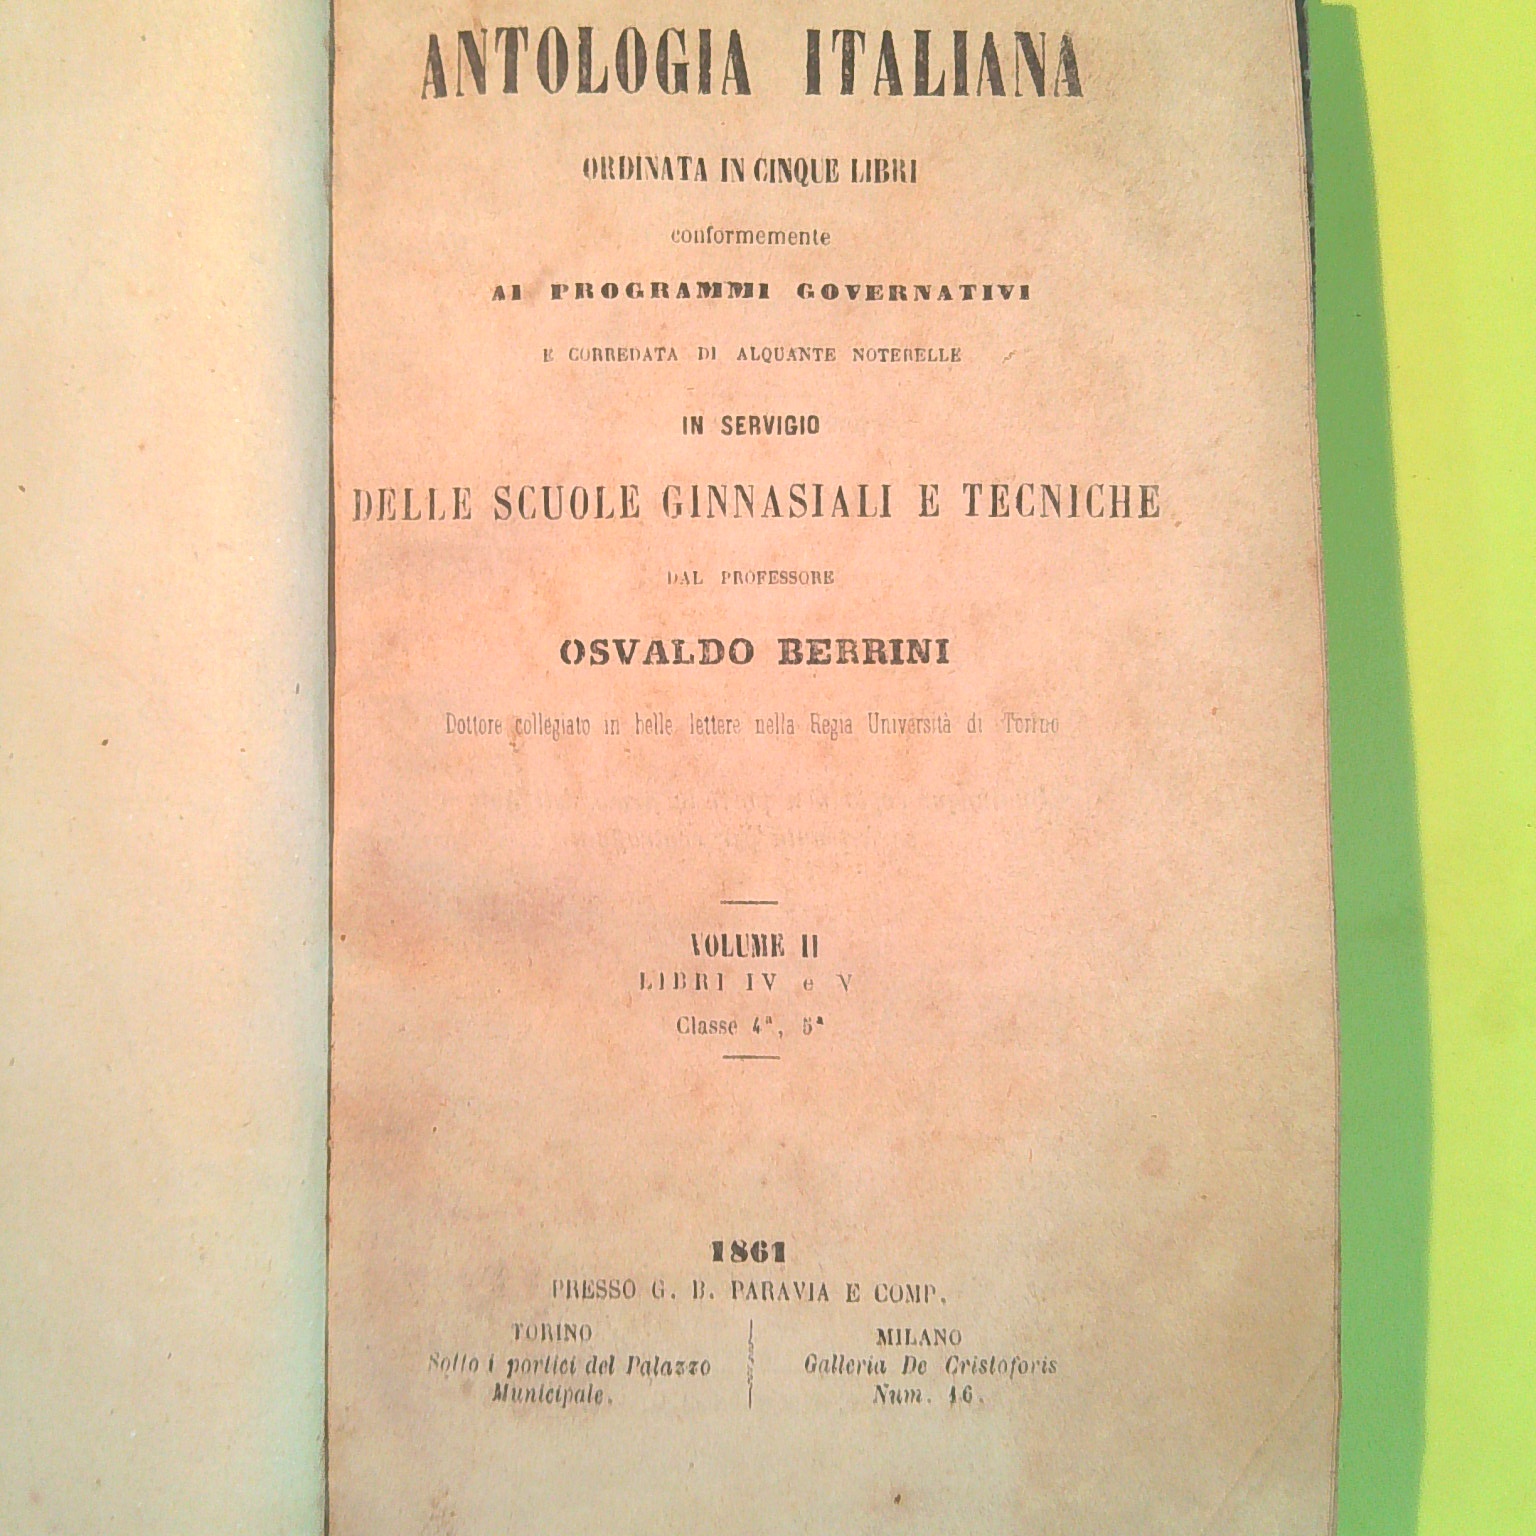 ANTOLOGIA ITALIANA
ORDINATA IN CINQUE LIBRI
conformemente
AI PROGRAMMI GOVERNATIVI
E CORREDATA DI ALQUANTE NOTERELLE
IN SERVIGIO
DELLE SCUOLE GINNASIALI E TECNICHE
DAL PROFESSORE
OSVALDO BERRINI
Dottore collegiato in belle lettere nella Regia Università di Torino
VOLUME II
LIBRI IV e V
Classe 4ª, 5ª
1861
PRESSO G. B. PARAVIA E COMP.
TORINO
Sotto i portici del Palazzo
Municipale.
MILANO
Galleria De Cristoforis
Num. 16.